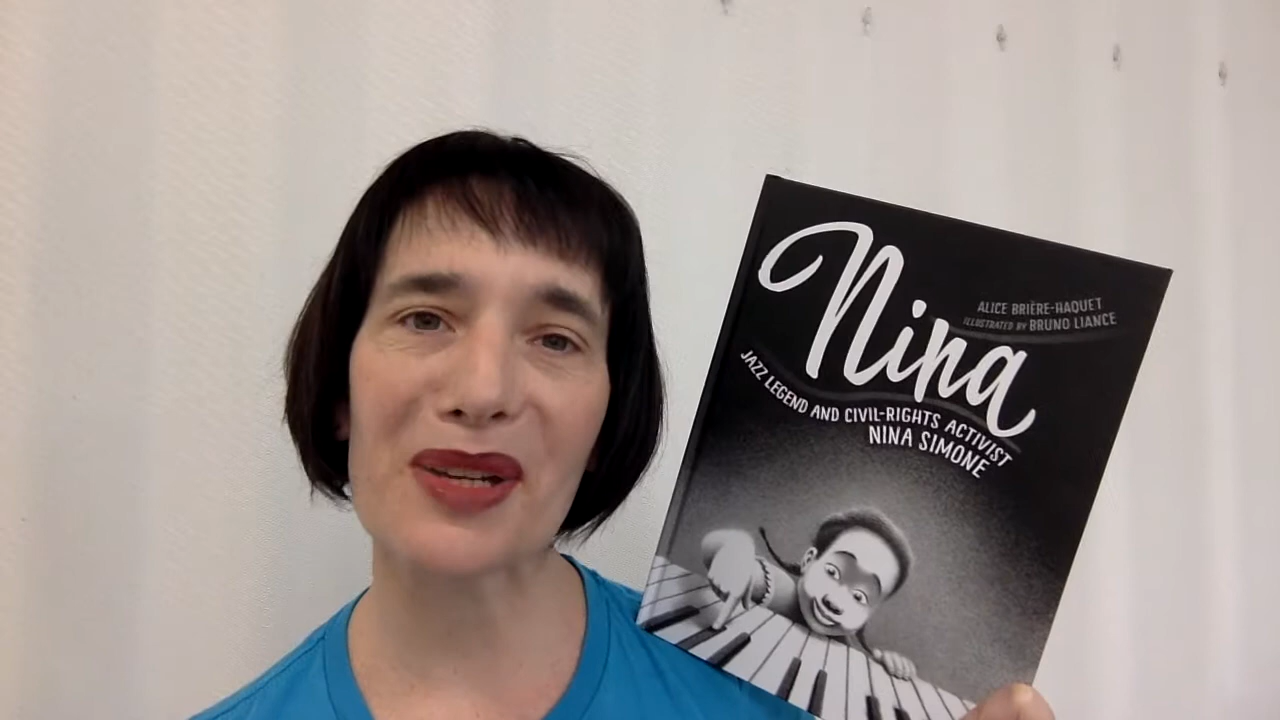 Nina
ALICE BRIÈRE-HAQUET
ILLUSTRATED BY BRUNO LIANCE
JAZZ LEGEND AND CIVIL-RIGHTS ACTIVIST
NINA SIMONE